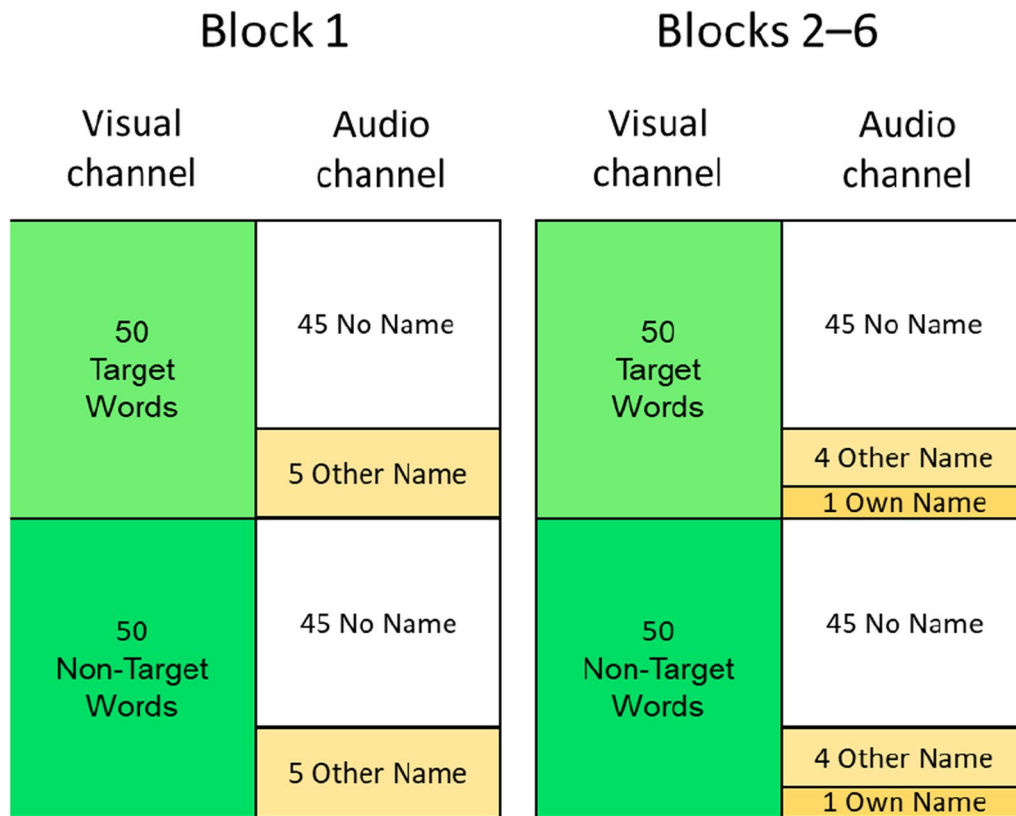 Block 1
Blocks 2–6
Visual
channel
Audio
channel
Visual
channel
Audio
channel
50
Target
Words
45 No Name
5 Other Name
50
Target
Words
45 No Name
4 Other Name
1 Own Name
50
Non-Target
Words
45 No Name
5 Other Name
50
Non-Target
Words
45 No Name
4 Other Name
1 Own Name